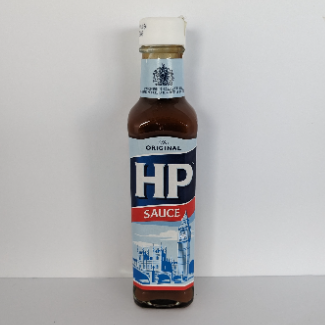 THE
ORIGINAL
HP
SAUCE